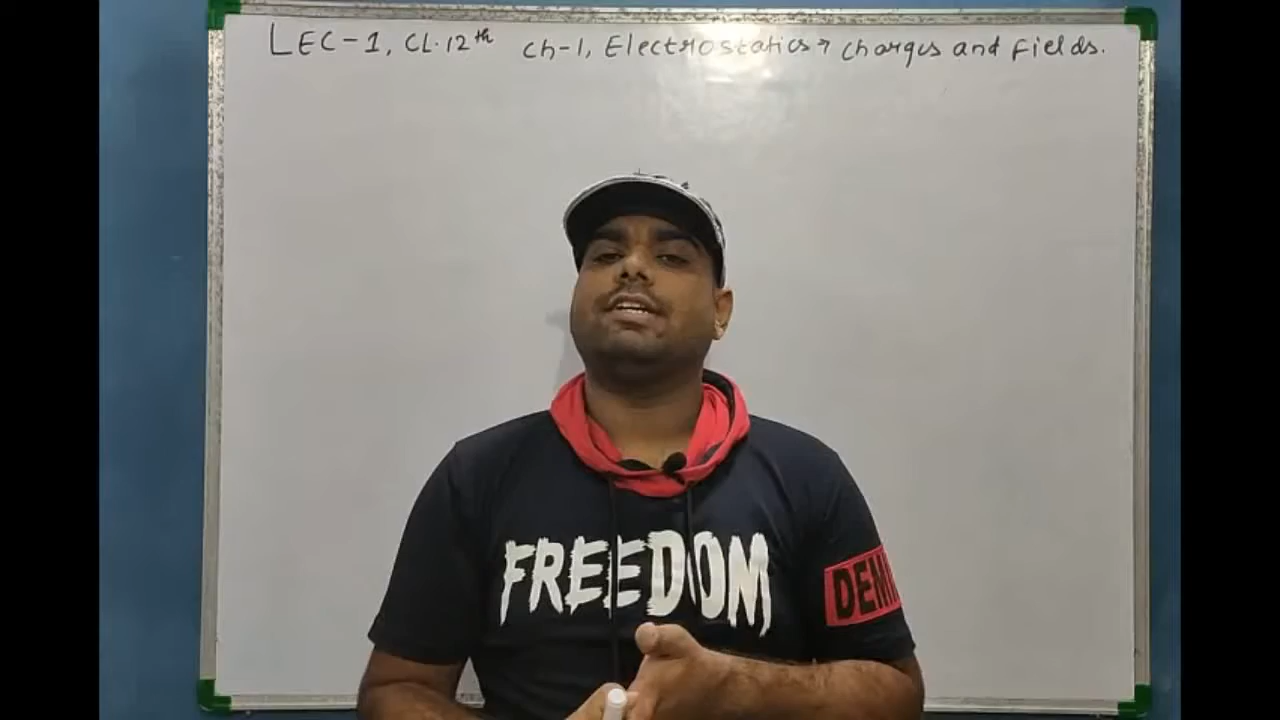 LEC-1, CL.12th Ch-1, Electrostatics → charges and Fields.
FREEDOM